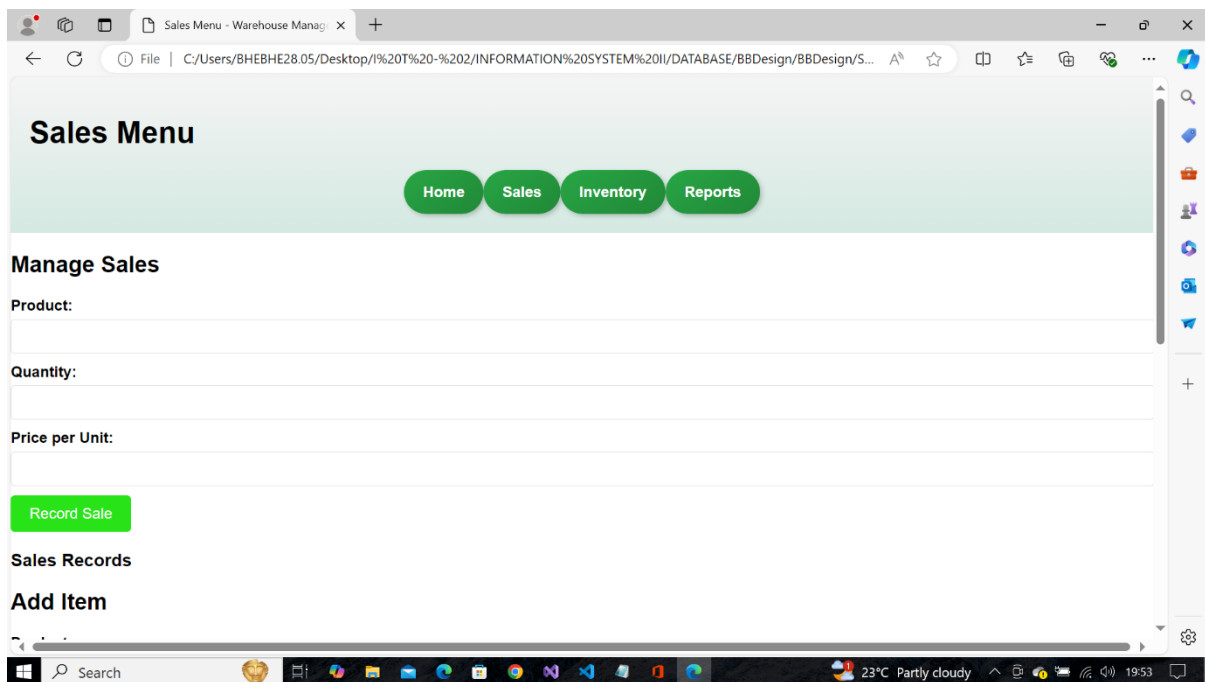 Sales Menu - Warehouse Manag
File | C:/Users/BHEBHE28.05/Desktop/I%20T%20-%202/INFORMATION%20SYSTEM%20II/DATABASE/BBDesign/BBDesign/S...
Sales Menu
Home Sales Inventory Reports
Manage Sales
Product:
Quantity:
Price per Unit:
Record Sale
Sales Records
Add Item
Search
23°C Partly cloudy 19:53